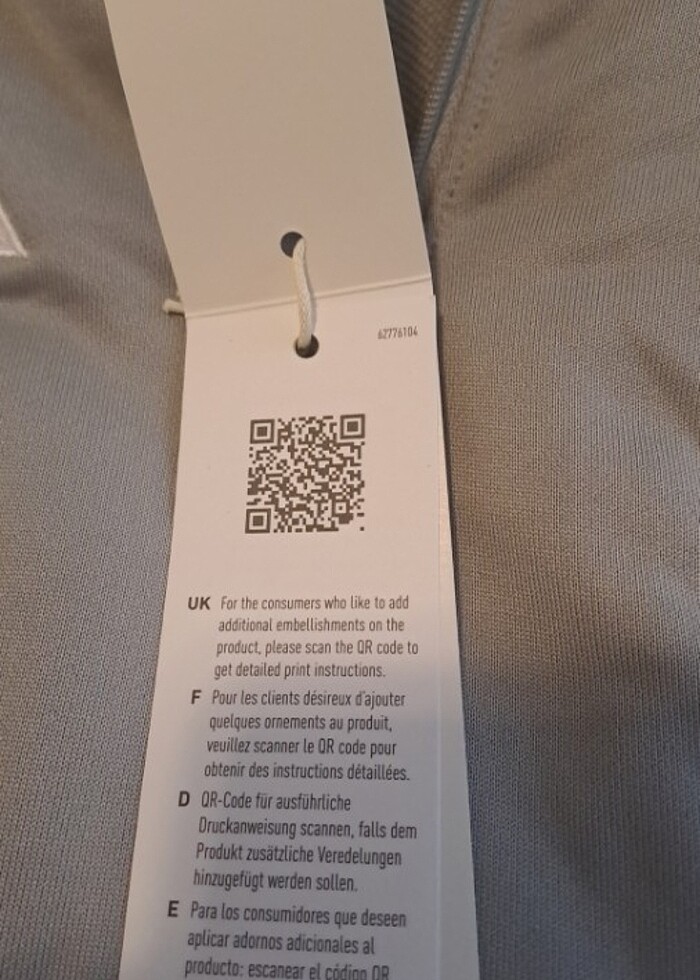 62776104
UK For the consumers who like to add
additional embellishments on the
product, please scan the QR code to
get detailed print instructions.
F Pour les clients désireux d'ajouter
quelques ornements au produit,
veuillez scanner le QR code pour
obtenir des instructions détaillées.
D QR-Code für ausführliche
Druckanweisung scannen, falls dem
Produkt zusätzliche Veredelungen
hinzugefügt werden sollen.
E Para los consumidores que deseen
aplicar adornos adicionales al
producto: escanear el código QR